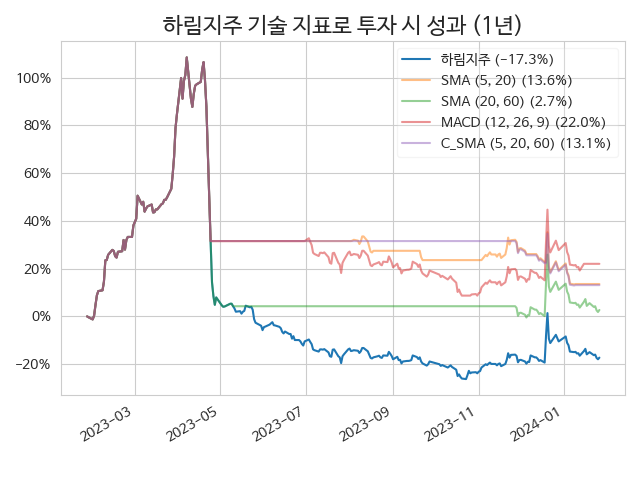 하림지주 기술 지표로 투자 시 성과 (1년)
하림지주 (-17.3%)
SMA (5, 20) (13.6%)
SMA (20, 60) (2.7%)
MACD (12, 26, 9) (22.0%)
C_SMA (5, 20, 60) (13.1%)
100%
80%
60%
40%
20%
0%
−20%
2023-03
2023-05
2023-07
2023-09
2023-11
2024-01